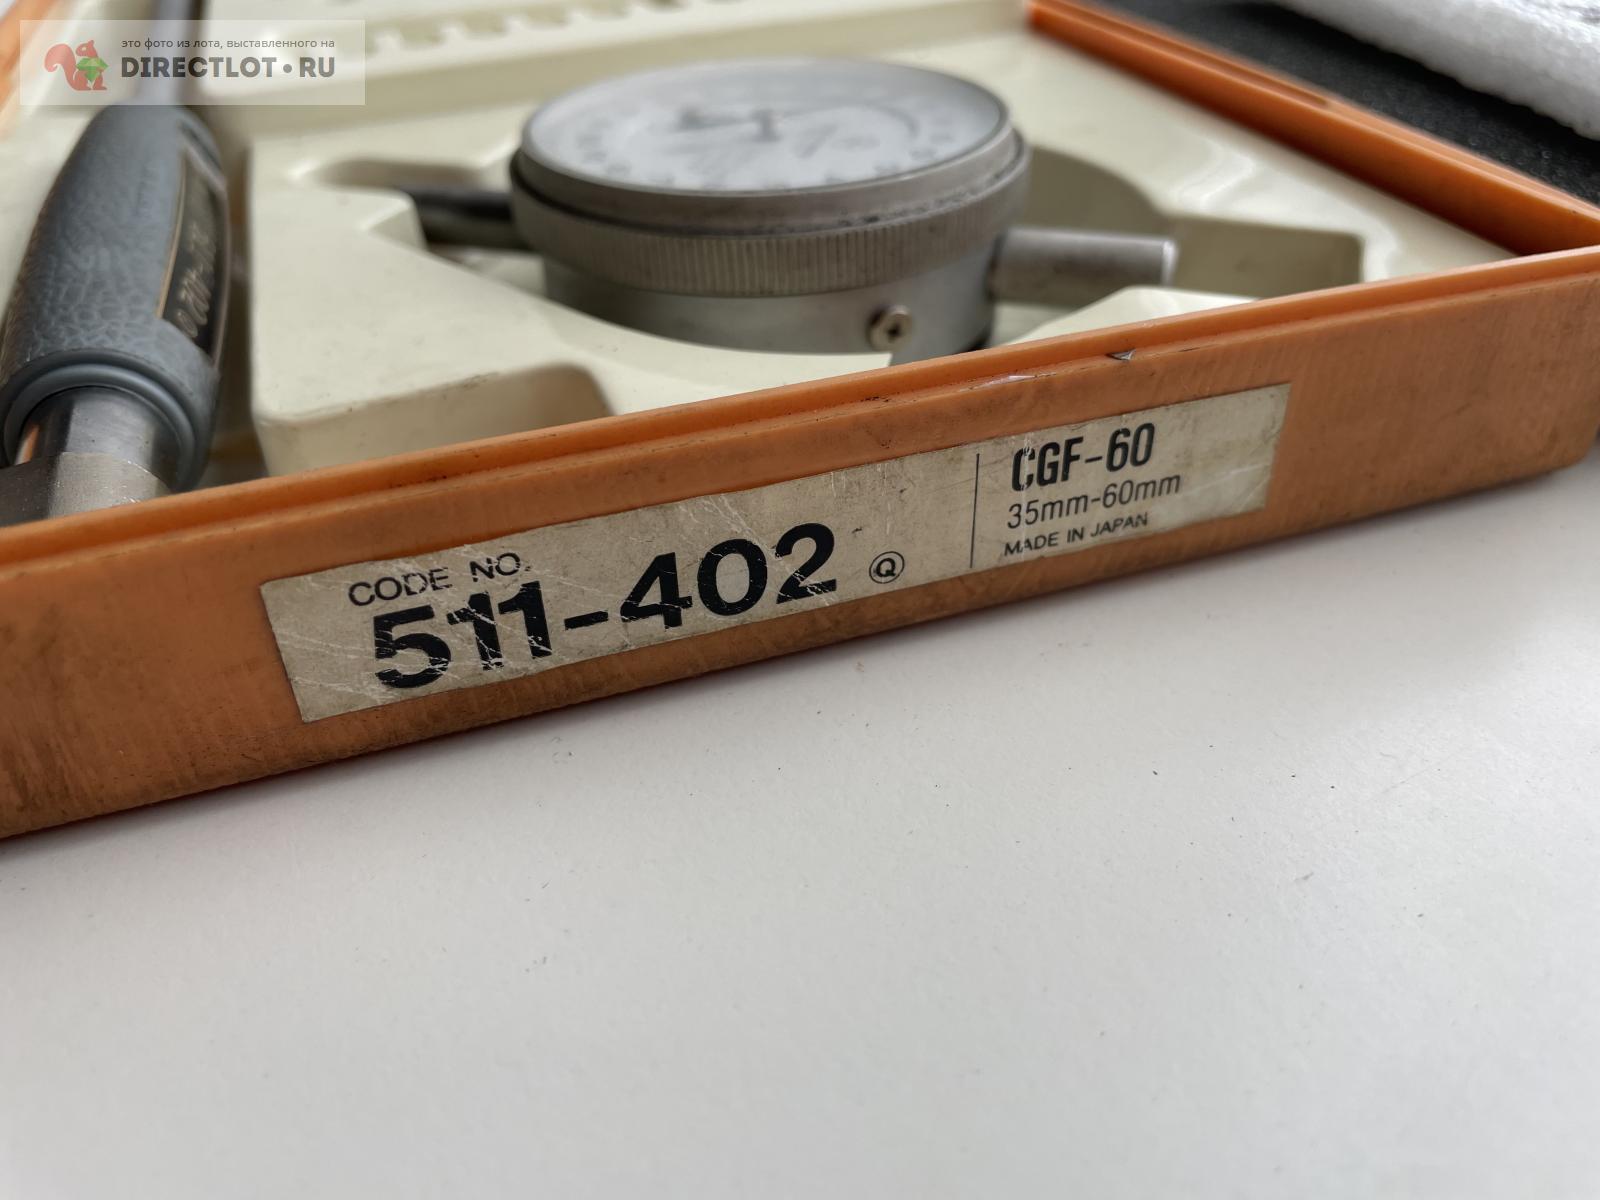 это фото из лота, выставленного на
DIRECTLOT•RU
CODE NO.
511-402 Q
CGF-60
35mm-60mm
MADE IN JAPAN